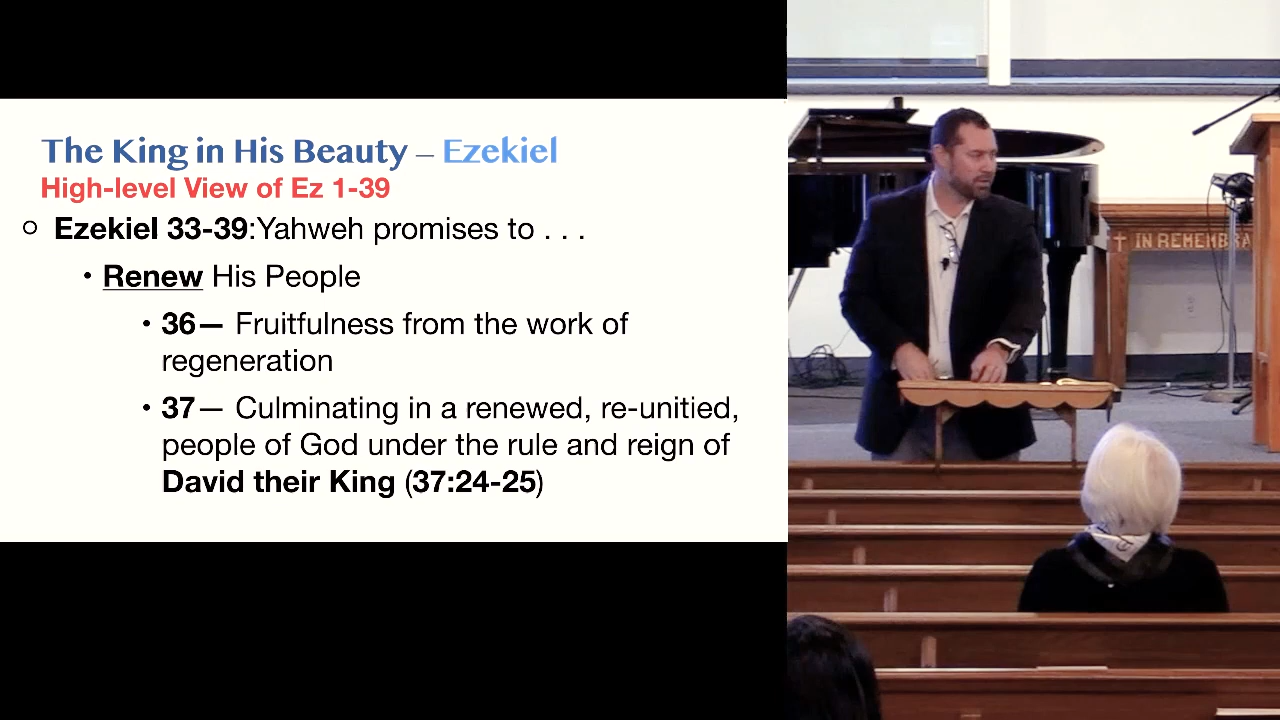 The King in His Beauty – Ezekiel
High-level View of Ez 1-39
Ezekiel 33-39:Yahweh promises to . . .
• Renew His People
• 36— Fruitfulness from the work of
regeneration
• 37— Culminating in a renewed, re-unitied,
people of God under the rule and reign of
David their King (37:24-25)
IN REMEMBRA